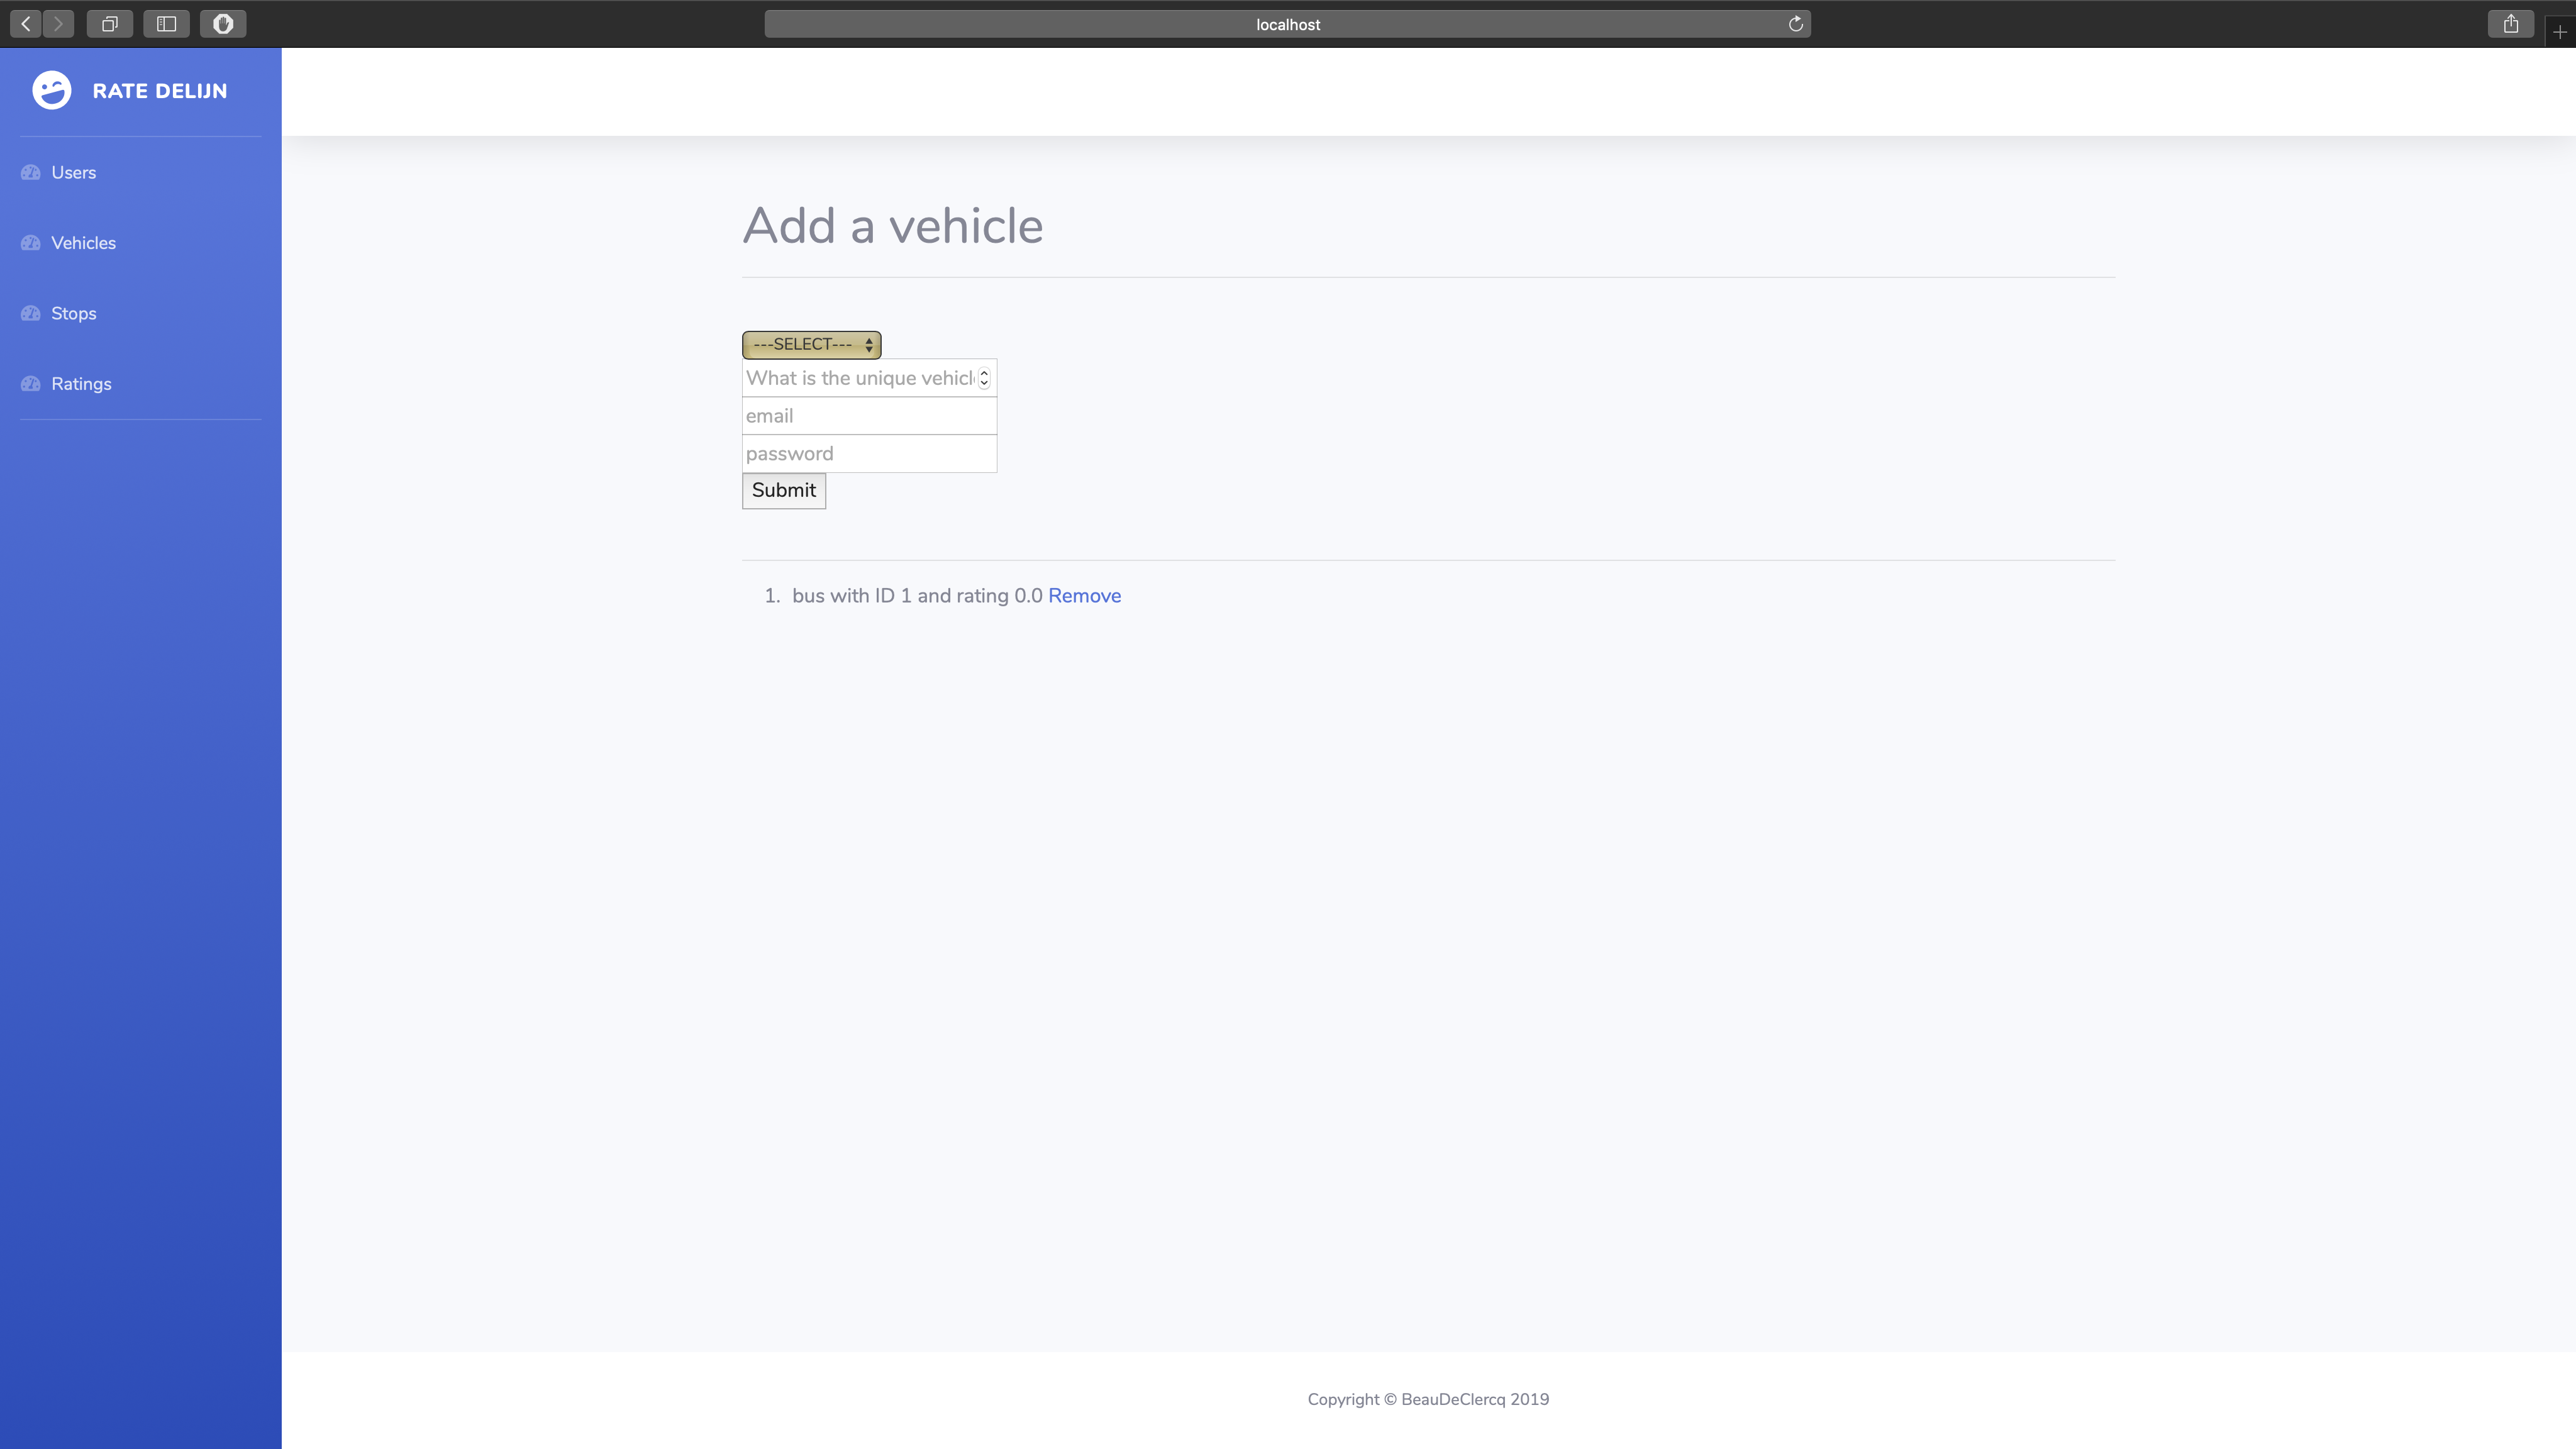 localhost
RATE DELIJN
Users
Vehicles
Stops
Ratings
Add a vehicle
---SELECT---
What is the unique vehicl
email
password
Submit
1. bus with ID 1 and rating 0.0 Remove
Copyright © BeauDeClercq 2019